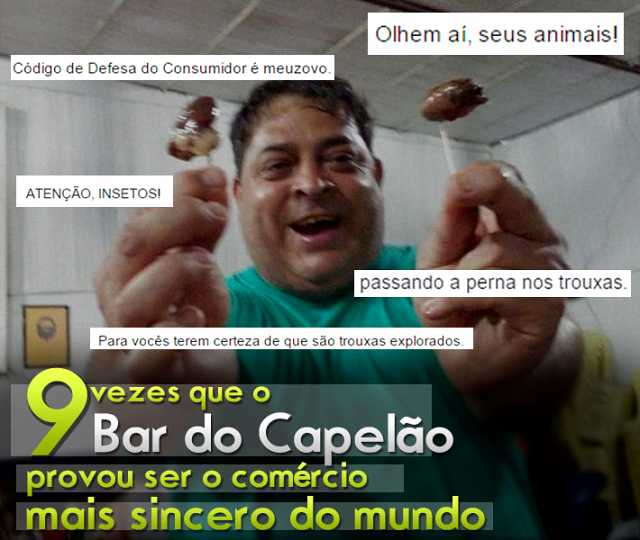 Olhem aí, seus animais!
Código de Defesa do Consumidor é meuzovo.
ATENÇÃO, INSETOS!
passando a perna nos trouxas.
Para vocês terem certeza de que são trouxas explorados.
9 vezes que o
Bar do Capelão
provou ser o comércio
mais sincero do mundo